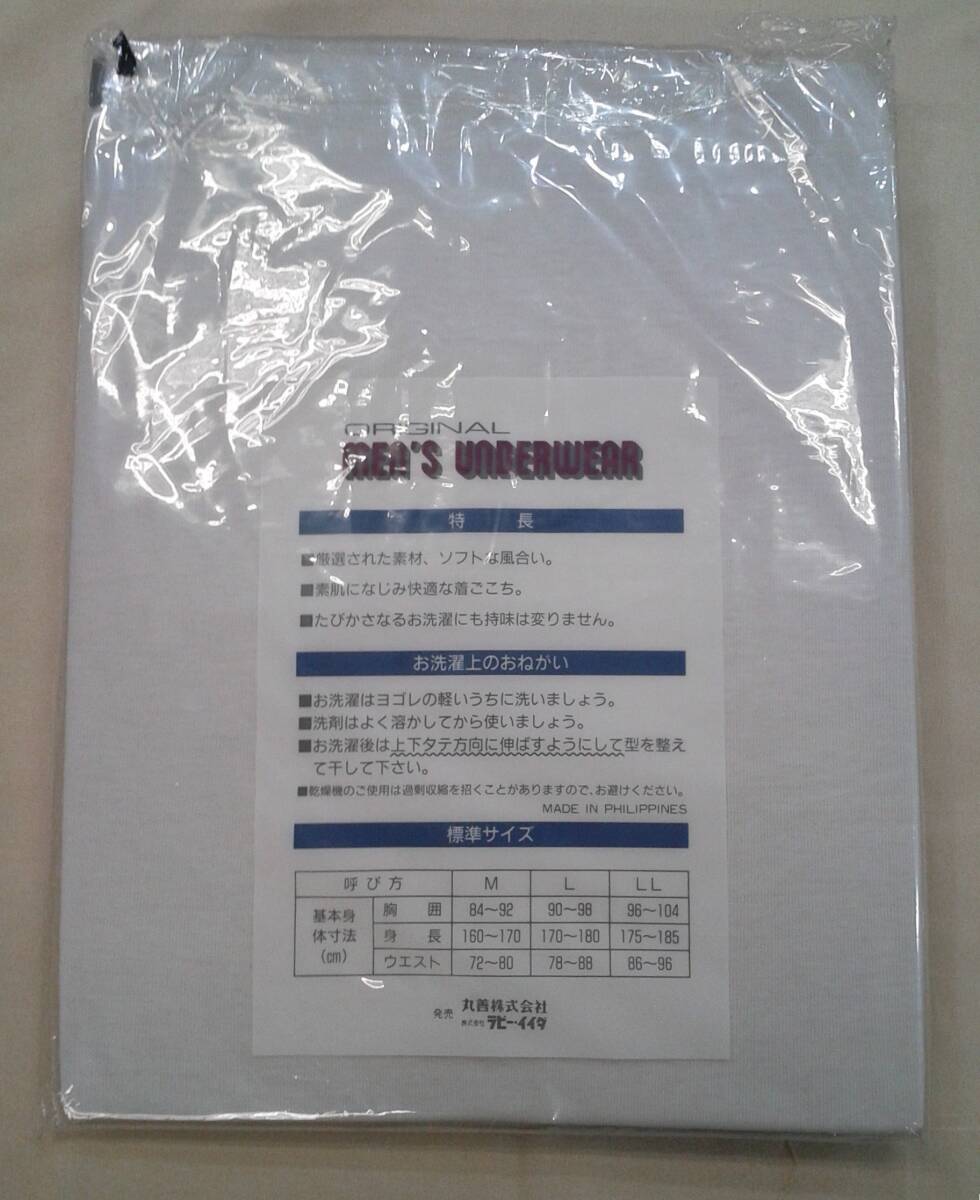 ORIGINAL
MEN'S UNDERWEAR
特 長
■厳選された素材、ソフトな風合い。
■素肌になじみ快適な着ごこち。
■たびかさなるお洗濯にも持味は変りません。
お洗濯上のおねがい
■お洗濯はヨゴレの軽いうちに洗いましょう。
■洗剤はよく溶かしてから使いましょう。
■お洗濯後は上下タテ方向に伸ばすようにして型を整え
て干して下さい。
■乾燥機のご使用は過剰収縮を招くことがありますので、お避けください。
MADE IN PHILIPPINES
標準サイズ
呼び方 M L LL
基本身体寸法(cm) 胸囲 84〜92 90〜98 96〜104
身長 160〜170 170〜180 175〜185
ウエスト 72〜80 78〜88 86〜96
発売 丸善株式会社
株式会社 ラビー・イイダ